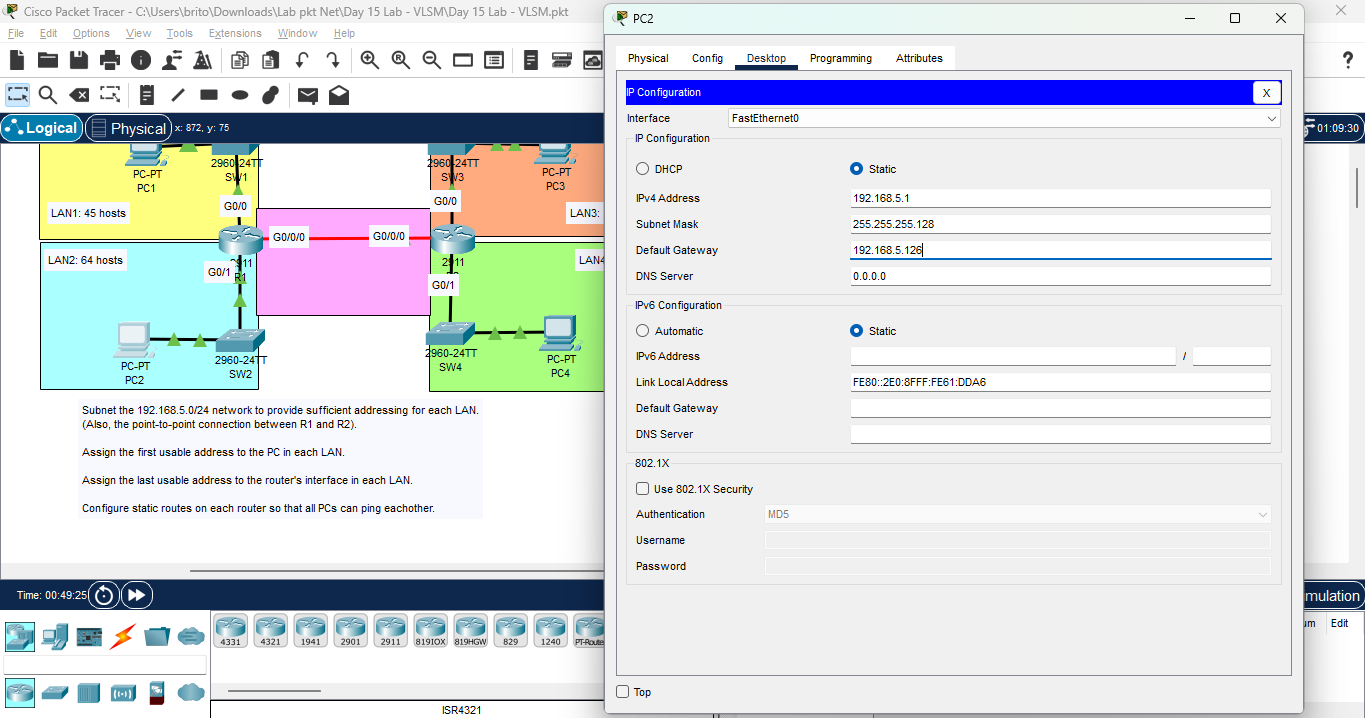 Cisco Packet Tracer - C:\Users\brito\Downloads\Lab pkt Net\Day 15 Lab - VLSM\Day 15 Lab - VLSM.pkt
File Edit Options View Tools Extensions Window Help
?
Logical
Physical
x: 872, y: 75
01:09:30
PC-PT
PC1
2960-24TT
SW1
G0/0
LAN1: 45 hosts
2960-24TT
SW3
G0/0
PC-PT
PC3
LAN3:
G0/0/0
G0/0/0
2911
R1
2911
LAN2: 64 hosts
G0/1
G0/1
LAN4
PC-PT
PC2
2960-24TT
SW2
2960-24TT
SW4
PC-PT
PC4
Subnet the 192.168.5.0/24 network to provide sufficient addressing for each LAN.
(Also, the point-to-point connection between R1 and R2).
Assign the first usable address to the PC in each LAN.
Assign the last usable address to the router's interface in each LAN.
Configure static routes on each router so that all PCs can ping eachother.
Time: 00:49:25
mulation
um Edit
4331 4321 1941 2901 2911 819IOX 819HGW 829 1240 PT-Route
ISR4321
PC2
Physical Config Desktop Programming Attributes
IP Configuration
X
Interface FastEthernet0
IP Configuration
DHCP Static
IPv4 Address 192.168.5.1
Subnet Mask 255.255.255.128
Default Gateway 192.168.5.126
DNS Server 0.0.0.0
IPv6 Configuration
Automatic Static
IPv6 Address /
Link Local Address FE80::2E0:8FFF:FE61:DDA6
Default Gateway
DNS Server
802.1X
Use 802.1X Security
Authentication MD5
Username
Password
Top